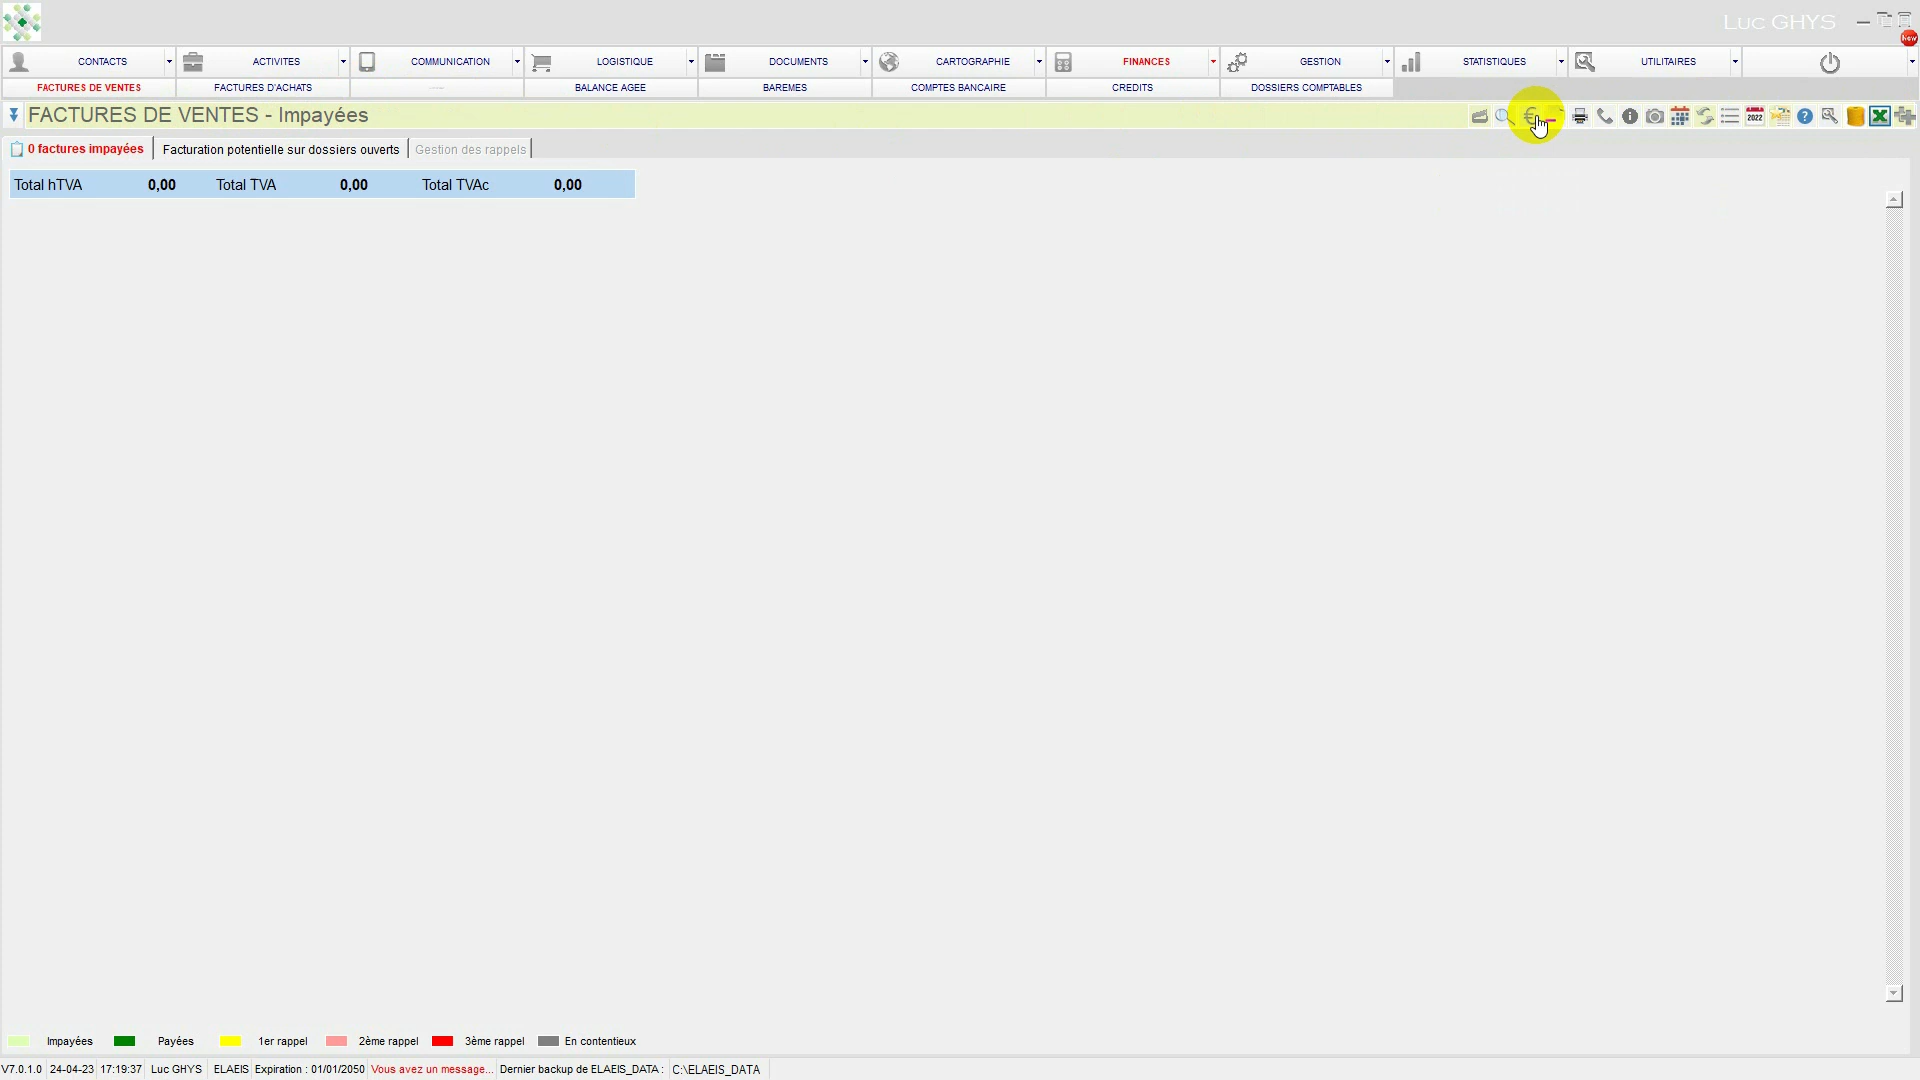 Luc GHYS
New
CONTACTS ACTIVITES COMMUNICATION LOGISTIQUE DOCUMENTS CARTOGRAPHIE FINANCES GESTION STATISTIQUES UTILITAIRES
FACTURES DE VENTES FACTURES D'ACHATS BALANCE AGEE BAREMES COMPTES BANCAIRE CREDITS DOSSIERS COMPTABLES
FACTURES DE VENTES - Impayées € 2022
0 factures impayées Facturation potentielle sur dossiers ouverts Gestion des rappels
Total hTVA 0,00 Total TVA 0,00 Total TVAc 0,00
Impayées Payées 1er rappel 2ème rappel 3ème rappel En contentieux
V7.0.1.0 24-04-23 17:19:37 Luc GHYS ELAEIS Expiration : 01/01/2050 Vous avez un message... Dernier backup de ELAEIS_DATA : C:\ELAEIS_DATA